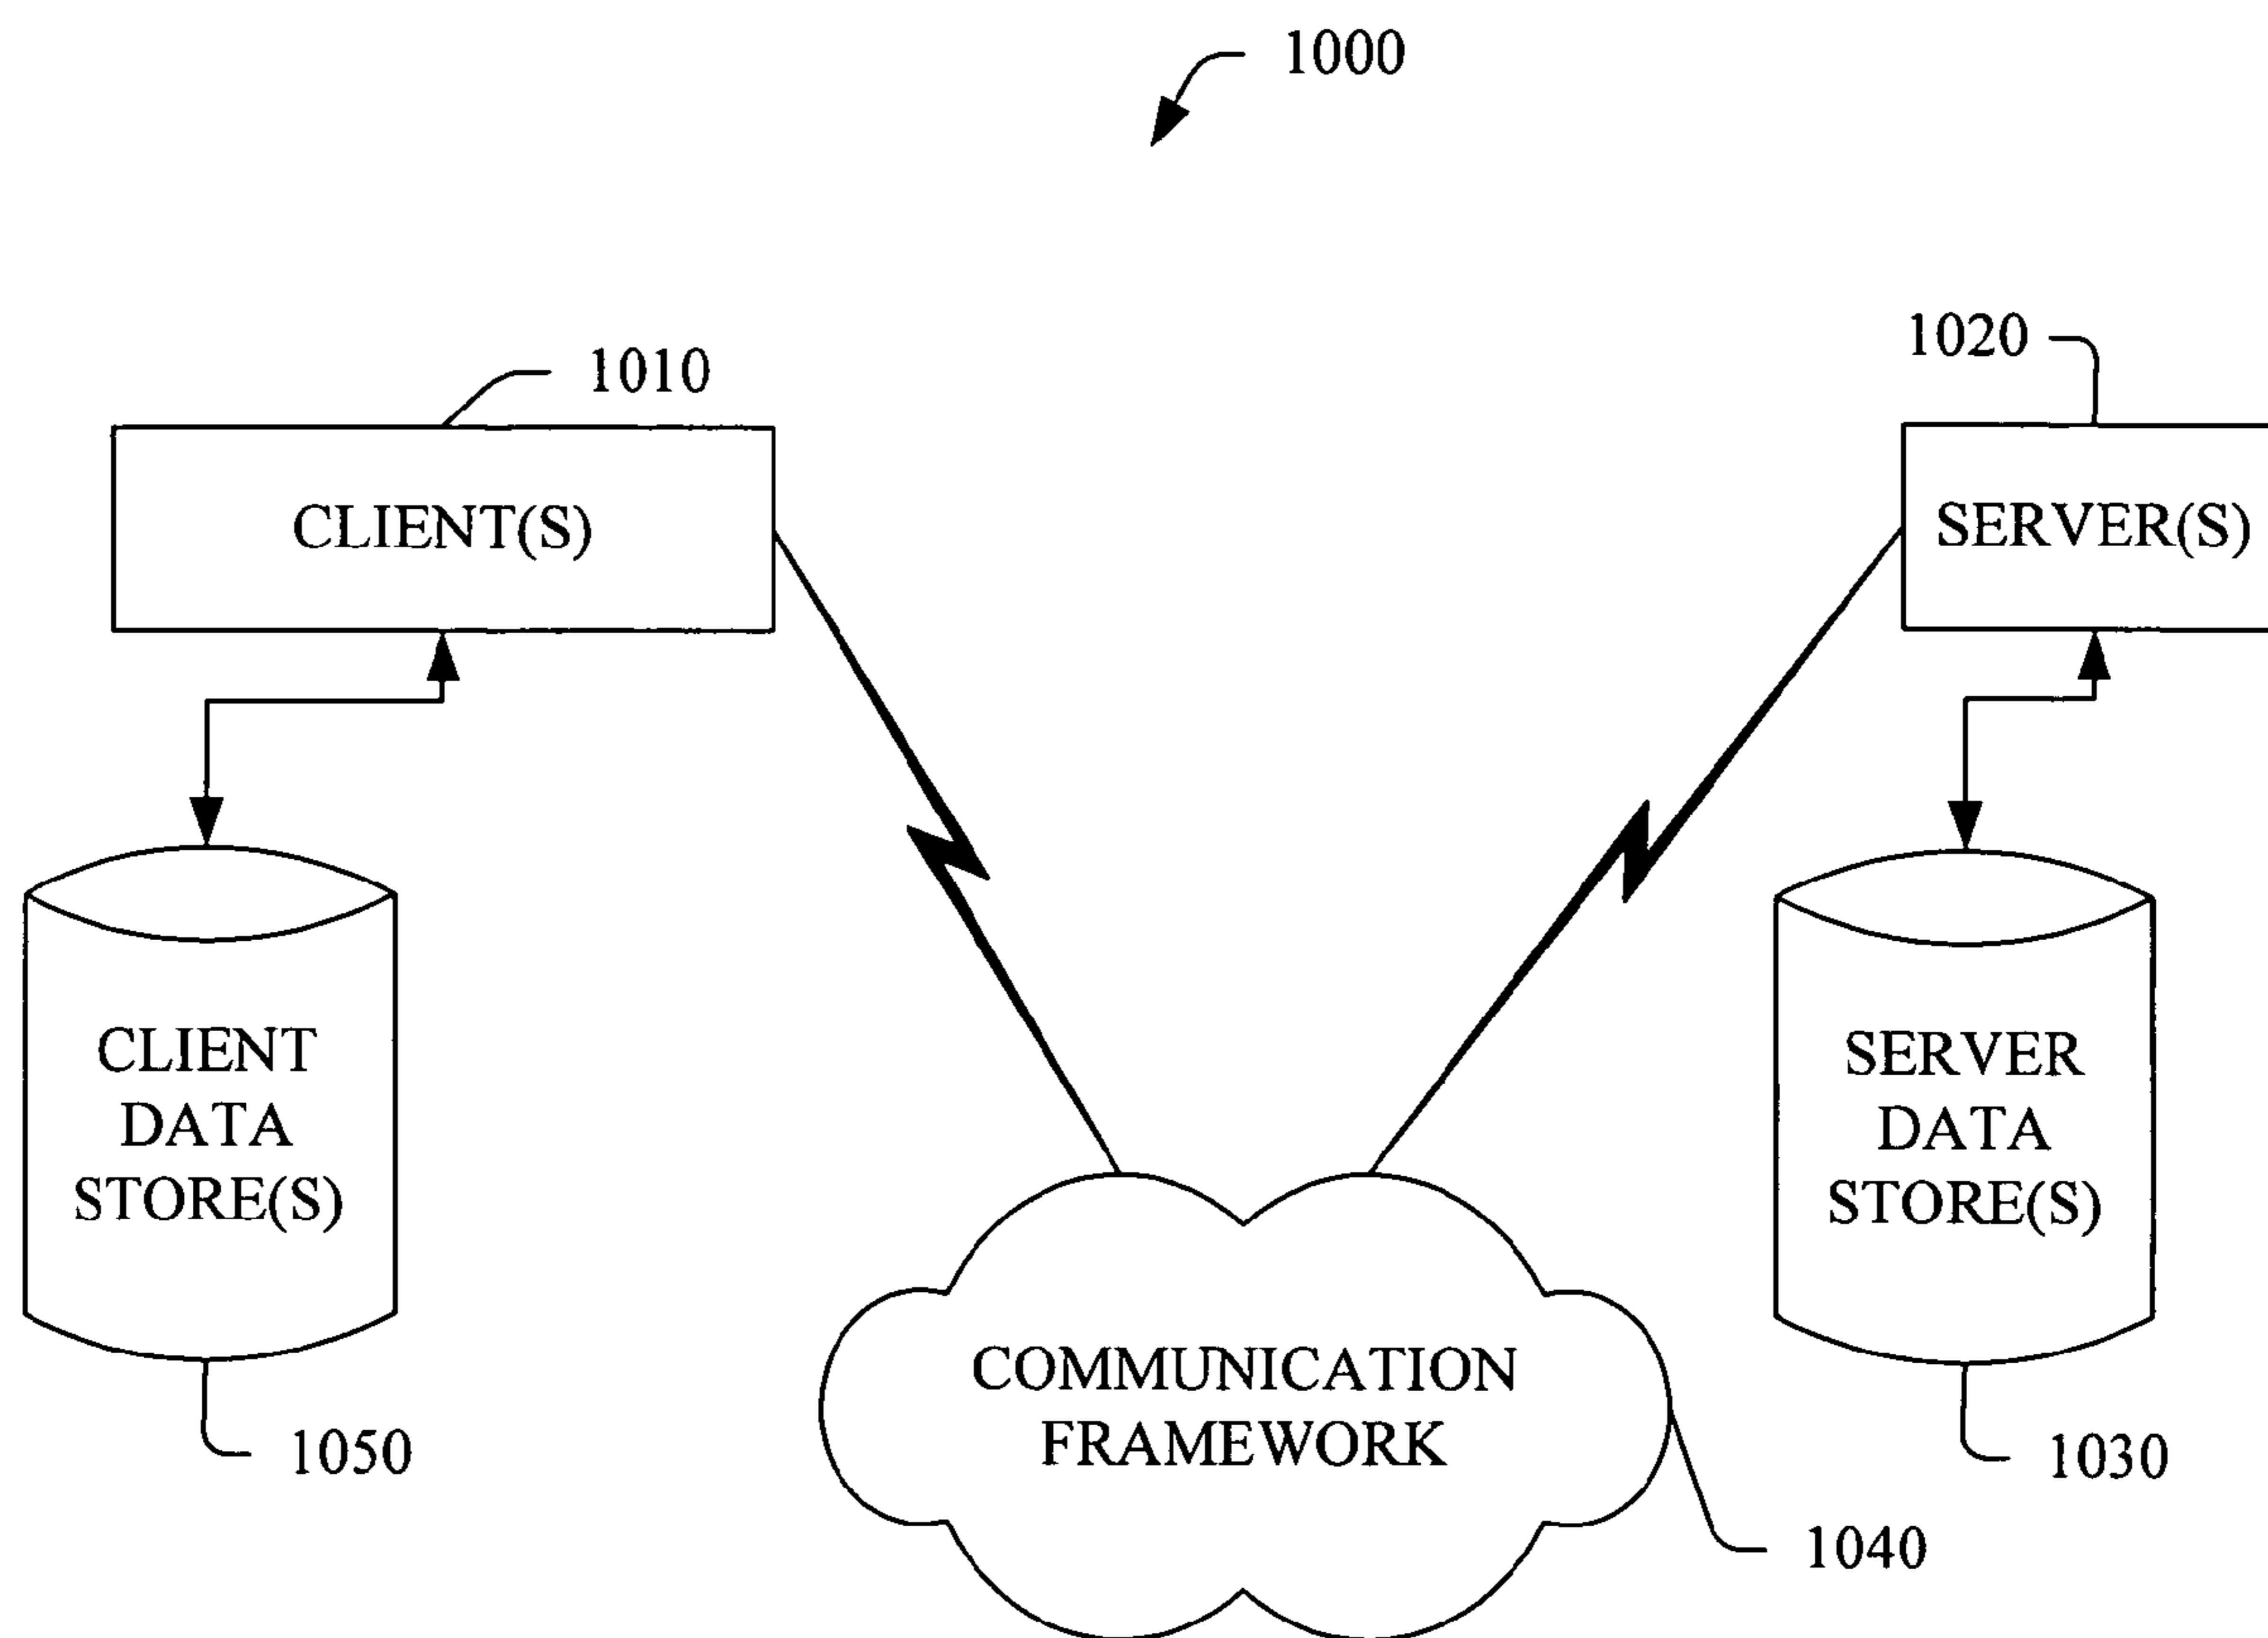 1000
1010
1020
CLIENT(S)
SERVER(S)
CLIENT
DATA
STORE(S)
SERVER
DATA
STORE(S)
COMMUNICATION
FRAMEWORK
1050
1030
1040